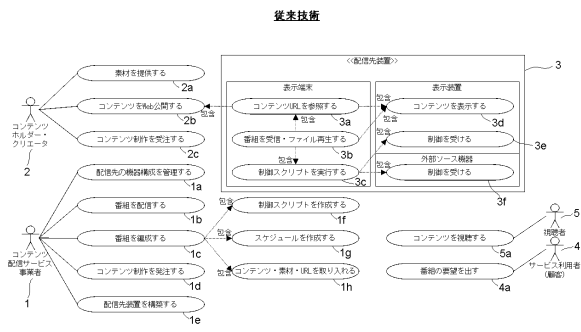 従来技術
<<配信先装置>>
3
表示端末
表示装置
素材を提供する
2a
コンテンツをWeb公開する
2b
包含
コンテンツURLを参照する
3a
包含
コンテンツを表示する
3d
包含
包含
コンテンツ制作を受注する
2c
番組を受信・ファイル再生する
3b
制御を受ける
3e
包含
包含
外部ソース機器
コンテンツ
ホルダー・
クリエータ
2
配信先の機器構成を管理する
1a
制御スクリプトを実行する
3c
包含
制御を受ける
3f
番組を配信する
1b
包含
制御スクリプトを作成する
1f
5
視聴者
番組を編成する
1c
包含
スケジュールを作成する
1g
コンテンツを視聴する
5a
4
コンテンツ
配信サービス
事業者
1
コンテンツ制作を発注する
1d
包含
コンテンツ・素材・URLを取り入れる
1h
番組の要望を出す
4a
サービス利用者
(顧客)
配信先装置を構築する
1e